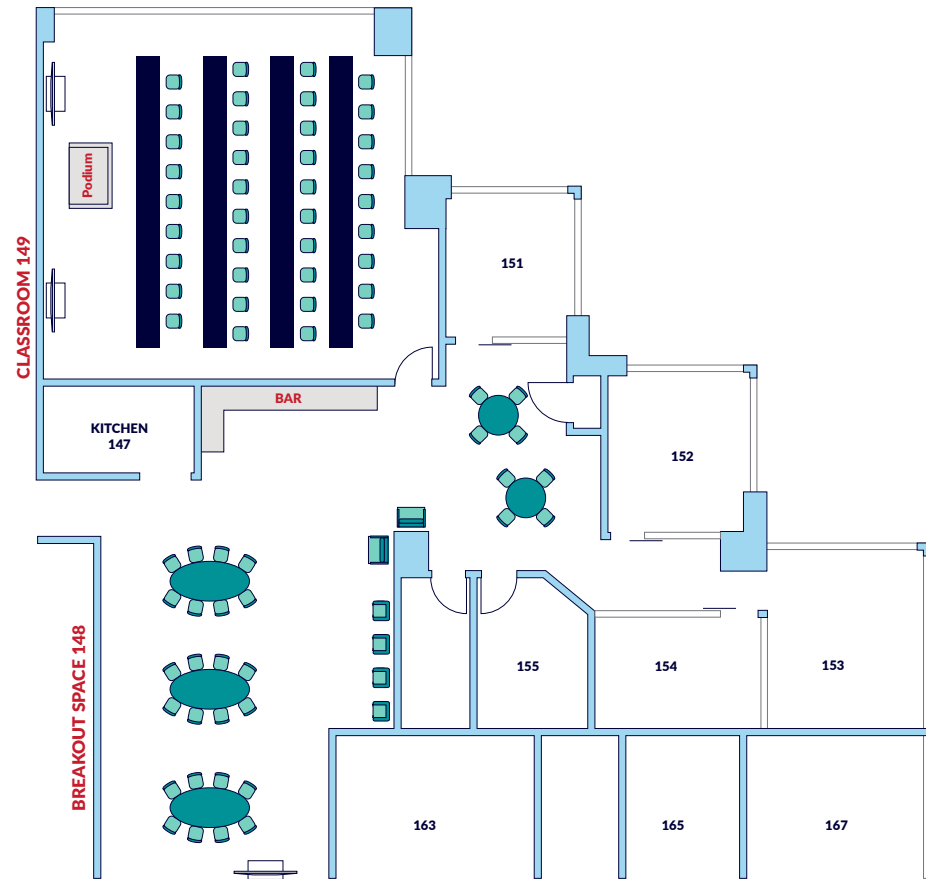 CLASSROOM 149
Podium
151
BAR
KITCHEN
147
152
BREAKOUT SPACE 148
155
154
153
163
165
167